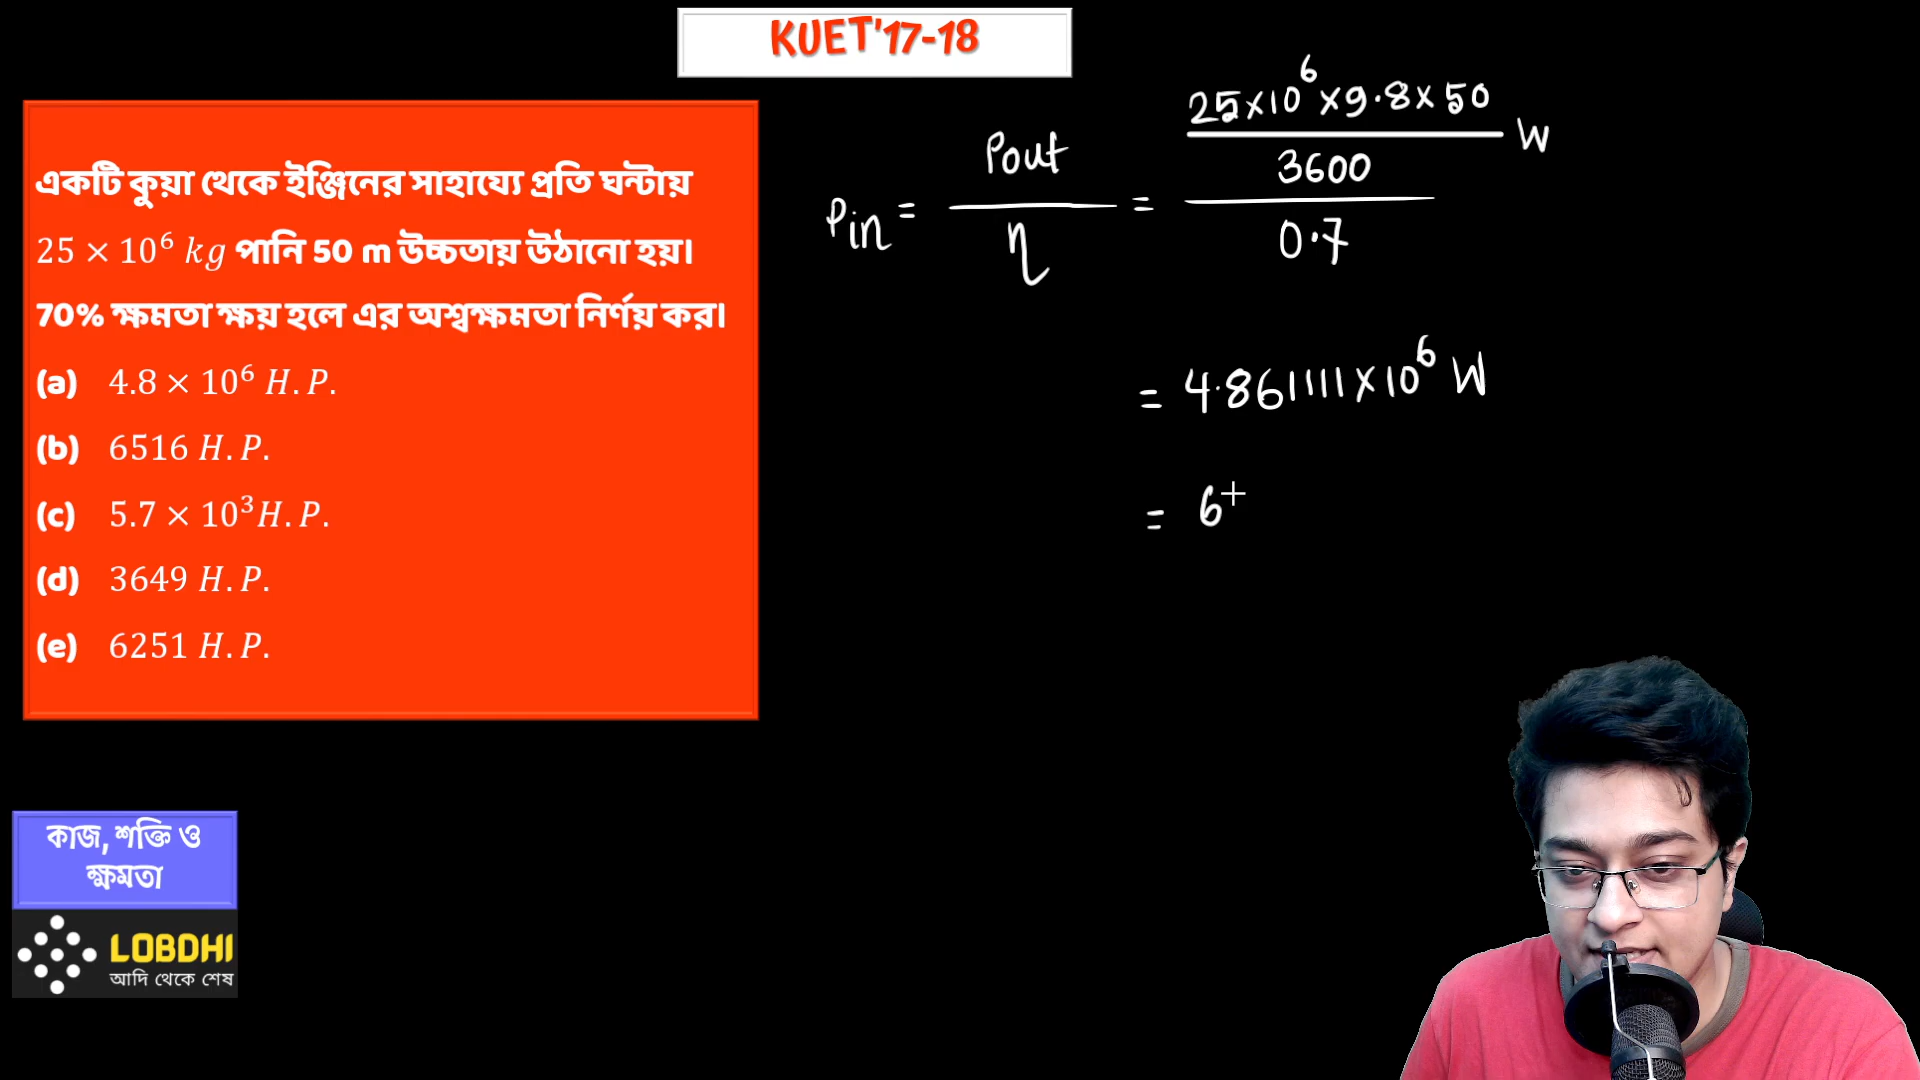 KUET'17-18
একটি কুয়া থেকে ইঞ্জিনের সাহায্যে প্রতি ঘন্টায়
25 × 10⁶ kg পানি 50 m উচ্চতায় উঠানো হয়।
70% ক্ষমতা ক্ষয় হলে এর অশ্বক্ষমতা নির্ণয় কর।
(a) 4.8 × 10⁶ H.P.
(b) 6516 H.P.
(c) 5.7 × 10³ H.P.
(d) 3649 H.P.
(e) 6251 H.P.
Pin = Pout / η = (25×10⁶×9.8×50 / 3600) W / 0.7
= 4.861111×10⁶ W
= 6
কাজ, শক্তি ও
ক্ষমতা
LOBDHI
আদি থেকে শেষ